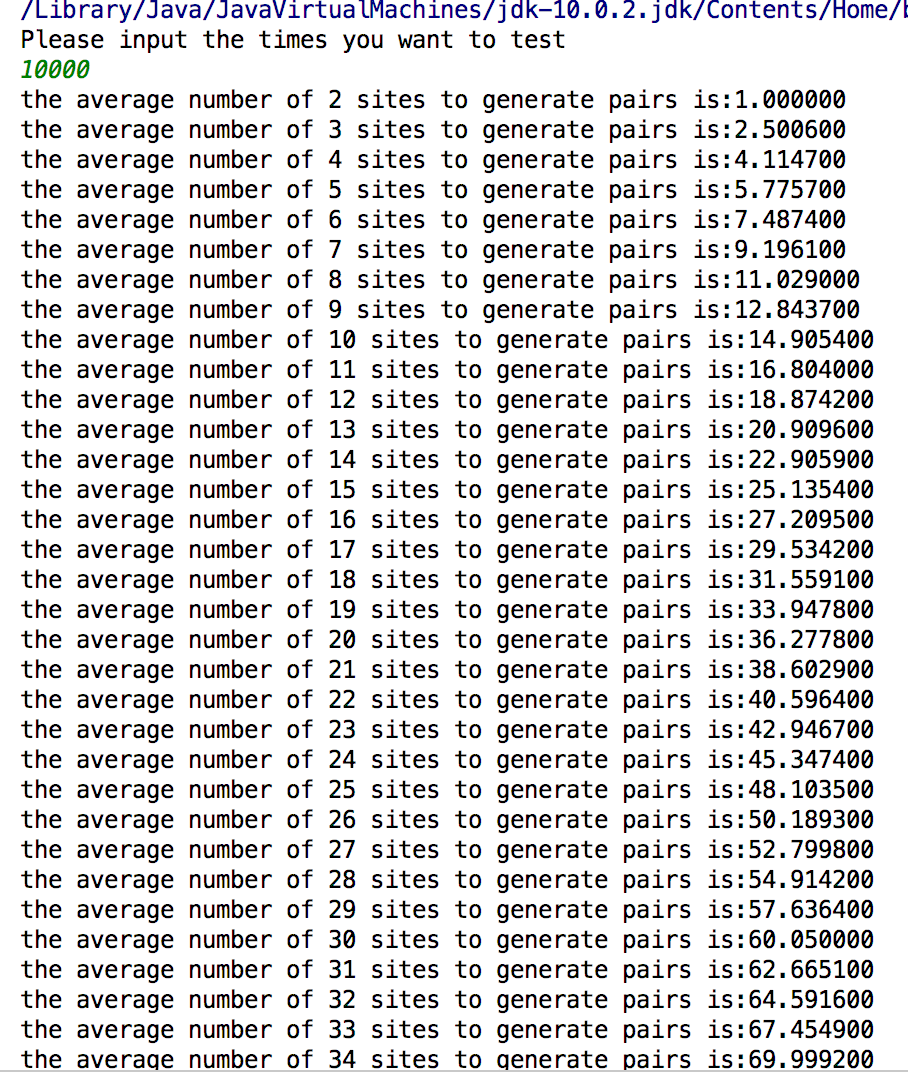 /Library/Java/JavaVirtualMachines/jdk-10.0.2.jdk/Contents/Home/b
Please input the times you want to test
10000
the average number of 2 sites to generate pairs is:1.000000
the average number of 3 sites to generate pairs is:2.500600
the average number of 4 sites to generate pairs is:4.114700
the average number of 5 sites to generate pairs is:5.775700
the average number of 6 sites to generate pairs is:7.487400
the average number of 7 sites to generate pairs is:9.196100
the average number of 8 sites to generate pairs is:11.029000
the average number of 9 sites to generate pairs is:12.843700
the average number of 10 sites to generate pairs is:14.905400
the average number of 11 sites to generate pairs is:16.804000
the average number of 12 sites to generate pairs is:18.874200
the average number of 13 sites to generate pairs is:20.909600
the average number of 14 sites to generate pairs is:22.905900
the average number of 15 sites to generate pairs is:25.135400
the average number of 16 sites to generate pairs is:27.209500
the average number of 17 sites to generate pairs is:29.534200
the average number of 18 sites to generate pairs is:31.559100
the average number of 19 sites to generate pairs is:33.947800
the average number of 20 sites to generate pairs is:36.277800
the average number of 21 sites to generate pairs is:38.602900
the average number of 22 sites to generate pairs is:40.596400
the average number of 23 sites to generate pairs is:42.946700
the average number of 24 sites to generate pairs is:45.347400
the average number of 25 sites to generate pairs is:48.103500
the average number of 26 sites to generate pairs is:50.189300
the average number of 27 sites to generate pairs is:52.799800
the average number of 28 sites to generate pairs is:54.914200
the average number of 29 sites to generate pairs is:57.636400
the average number of 30 sites to generate pairs is:60.050000
the average number of 31 sites to generate pairs is:62.665100
the average number of 32 sites to generate pairs is:64.591600
the average number of 33 sites to generate pairs is:67.454900
the average number of 34 sites to generate pairs is:69.999200